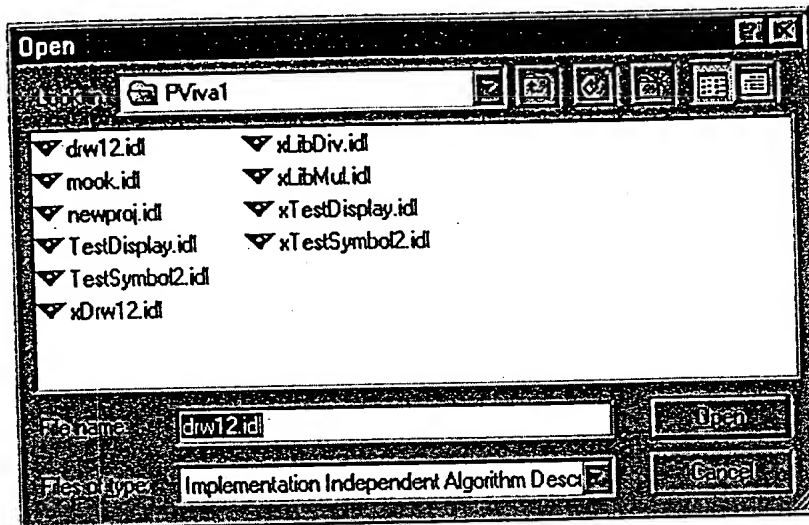 Open
Look in: PViva1
drw12.idl xLibDiv.idl
mook.idl xLibMul.idl
newproj.idl xTestDisplay.idl
TestDisplay.idl xTestSymbol2.idl
TestSymbol2.idl
xDrw12.idl
File name: drw12.idl Open
Files of type: Implementation Independent Algorithm Desc Cancel